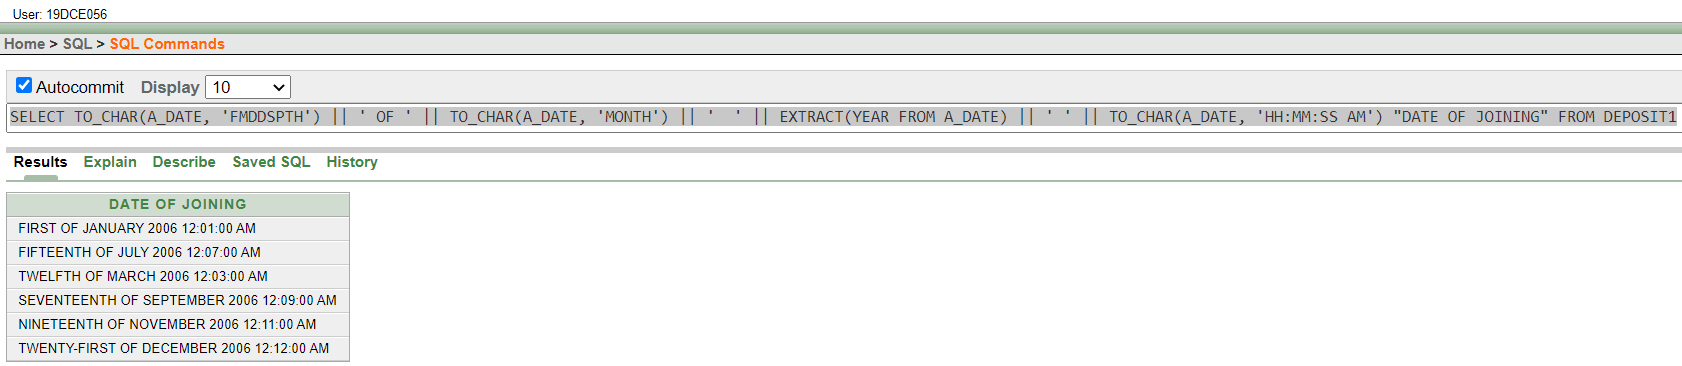 User: 19DCE056
Home > SQL > SQL Commands
Autocommit Display 10
SELECT TO_CHAR(A_DATE, 'FMDDSPTH') || ' OF ' || TO_CHAR(A_DATE, 'MONTH') || '  ' || EXTRACT(YEAR FROM A_DATE) || ' ' || TO_CHAR(A_DATE, 'HH:MM:SS AM') "DATE OF JOINING" FROM DEPOSIT1
Results Explain Describe Saved SQL History
DATE OF JOINING
FIRST OF JANUARY 2006 12:01:00 AM
FIFTEENTH OF JULY 2006 12:07:00 AM
TWELFTH OF MARCH 2006 12:03:00 AM
SEVENTEENTH OF SEPTEMBER 2006 12:09:00 AM
NINETEENTH OF NOVEMBER 2006 12:11:00 AM
TWENTY-FIRST OF DECEMBER 2006 12:12:00 AM